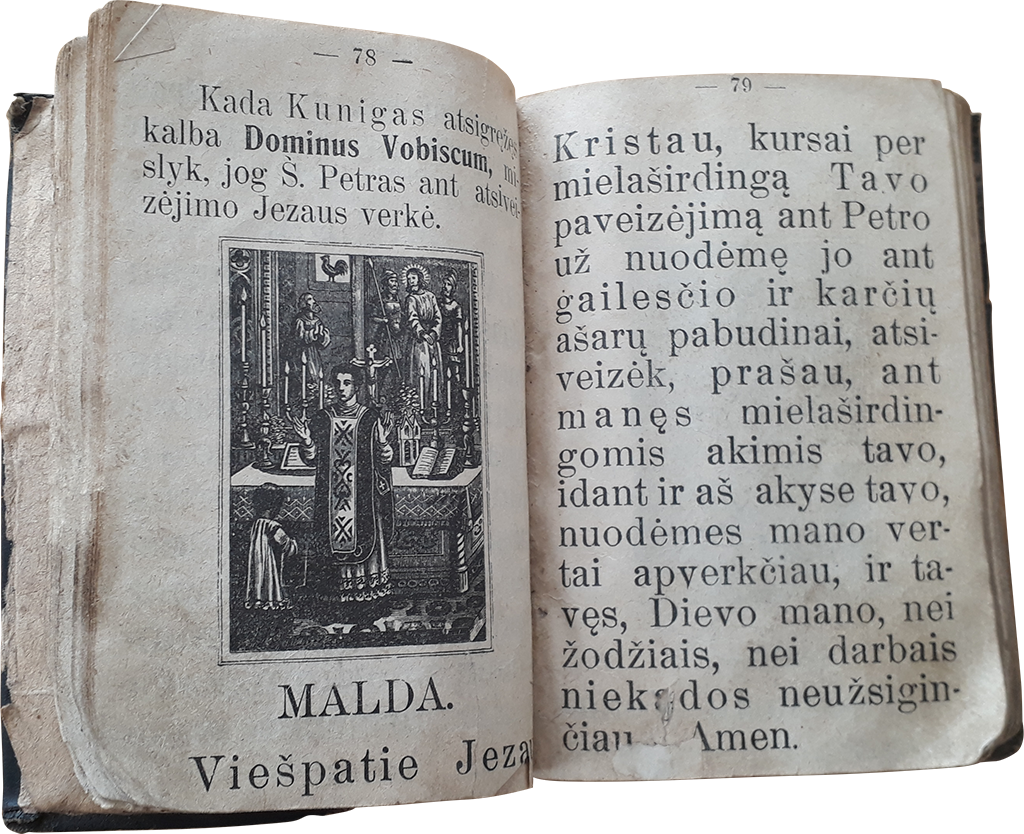 — 78 —
Kada Kunigas atsigręžęs
kalba Dominus Vobiscum, mi-
slyk, jog Š. Petras ant atsivei-
zėjimo Jezaus verkė.
MALDA.
Viešpatie Jezau
— 79 —
Kristau, kursai per
mielaširdingą Tavo
paveizėjimą ant Petro
už nuodėmę jo ant
gailesčio ir karčių
ašarų pabudinai, atsi-
veizėk, prašau, ant
manęs mielaširdin-
gomis akimis tavo,
idant ir aš akyse tavo,
nuodėmes mano ver-
tai apverkčiau, ir ta-
vęs, Dievo mano, nei
žodžiais, nei darbais
niekados neužsigin-
čiau Amen.